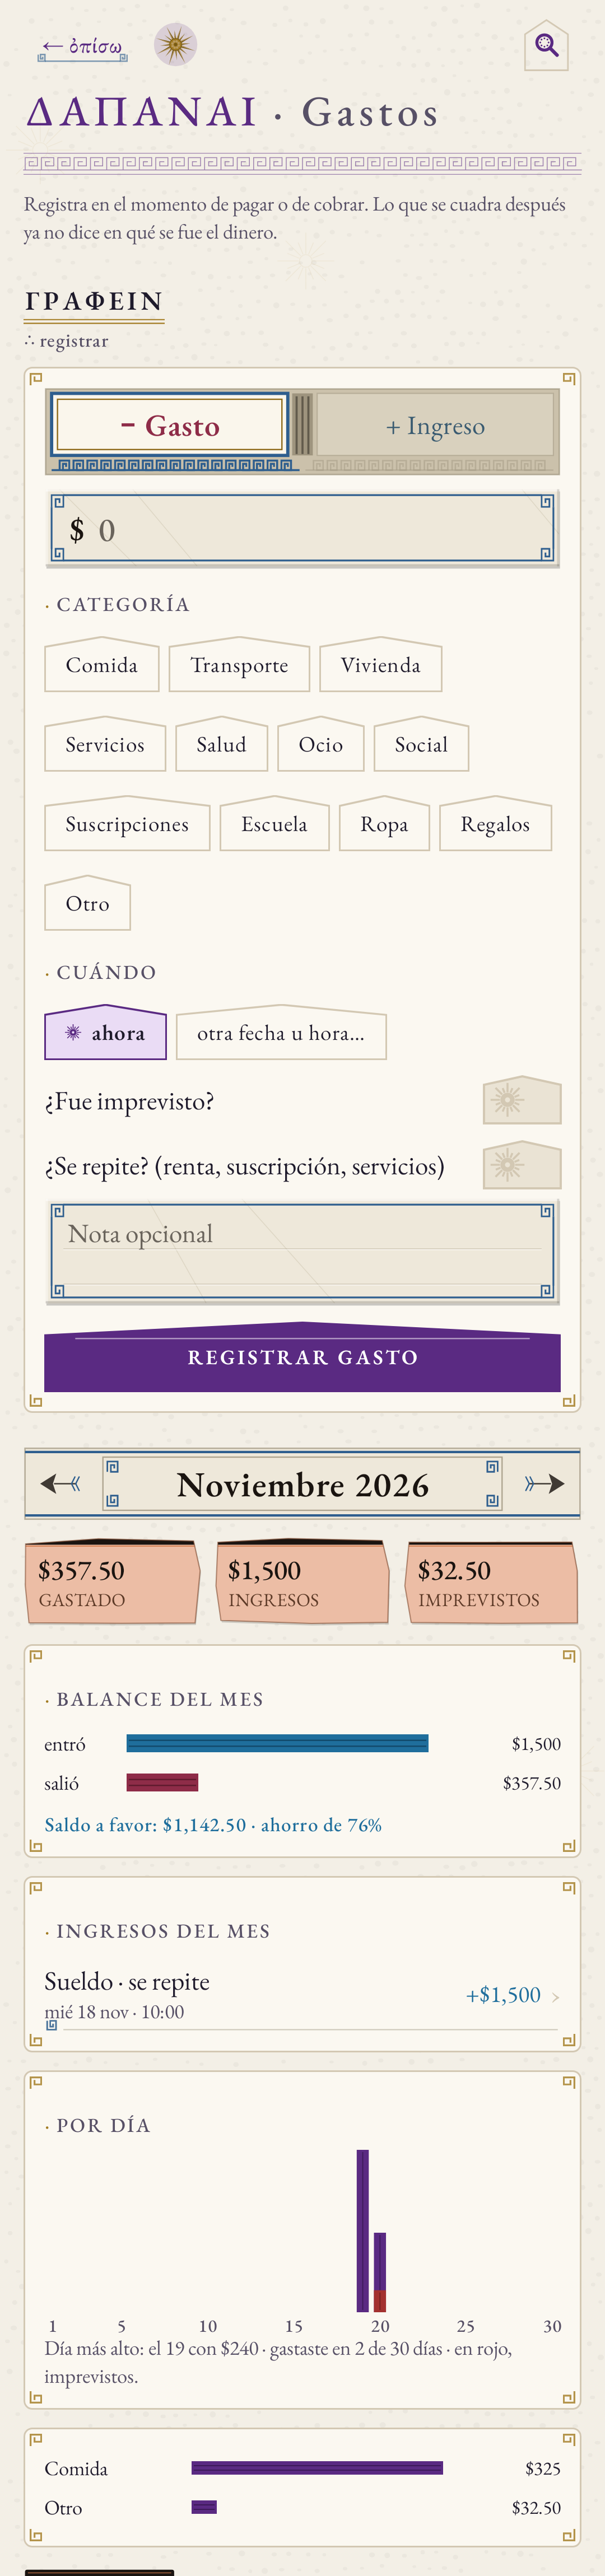 ← ὀπίσω
ΔΑΠΑΝΑΙ · Gastos
Registra en el momento de pagar o de cobrar. Lo que se cuadra después
ya no dice en qué se fue el dinero.
ΓΡΑΦΕΙΝ
∴ registrar
− Gasto
+ Ingreso
$ 0
· CATEGORÍA
Comida
Transporte
Vivienda
Servicios
Salud
Ocio
Social
Suscripciones
Escuela
Ropa
Regalos
Otro
· CUÁNDO
ahora
otra fecha u hora...
¿Fue imprevisto?
¿Se repite? (renta, suscripción, servicios)
Nota opcional
REGISTRAR GASTO
Noviembre 2026
$357.50
GASTADO
$1,500
INGRESOS
$32.50
IMPREVISTOS
· BALANCE DEL MES
entró $1,500
salió $357.50
Saldo a favor: $1,142.50 · ahorro de 76%
· INGRESOS DEL MES
Sueldo · se repite
mié 18 nov · 10:00
+$1,500 ›
· POR DÍA
1 5 10 15 20 25 30
Día más alto: el 19 con $240 · gastaste en 2 de 30 días · en rojo,
imprevistos.
Comida $325
Otro $32.50